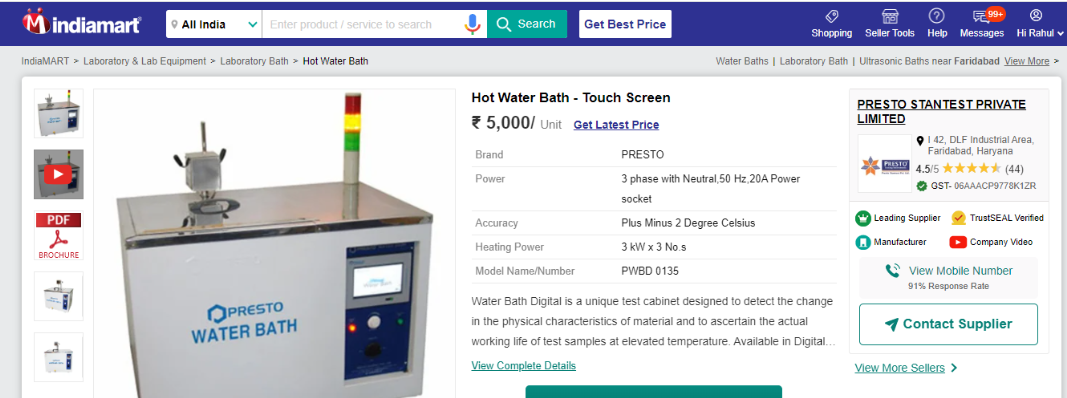 indiamart
All India
Enter product / service to search
Search
Get Best Price
Shopping
Seller Tools
Help
99+
Messages
Hi Rahul
IndiaMART > Laboratory & Lab Equipment > Laboratory Bath > Hot Water Bath
Water Baths | Laboratory Bath | Ultrasonic Baths near Faridabad View More >
PDF
BROCHURE
PRESTO
WATER BATH
Hot Water Bath - Touch Screen
₹ 5,000/ Unit Get Latest Price
Brand PRESTO
Power 3 phase with Neutral,50 Hz,20A Power
socket
Accuracy Plus Minus 2 Degree Celsius
Heating Power 3 kW x 3 No.s
Model Name/Number PWBD 0135
Water Bath Digital is a unique test cabinet designed to detect the change
in the physical characteristics of material and to ascertain the actual
working life of test samples at elevated temperature. Available in Digital...
View Complete Details
PRESTO STANTEST PRIVATE
LIMITED
PRESTO
I 42, DLF Industrial Area,
Faridabad, Haryana
4.5/5 (44)
GST- 06AAACP9778K1ZR
Leading Supplier
TrustSEAL Verified
Manufacturer
Company Video
View Mobile Number
91% Response Rate
Contact Supplier
View More Sellers >